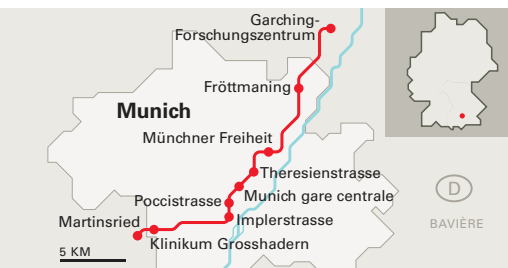 Garching-
Forschungszentrum
Fröttmaning
Munich
Münchner Freiheit
Theresienstrasse
Munich gare centrale
Poccistrasse
Implerstrasse
Martinsried
Klinikum Grosshadern
5 KM
D
BAVIÈRE